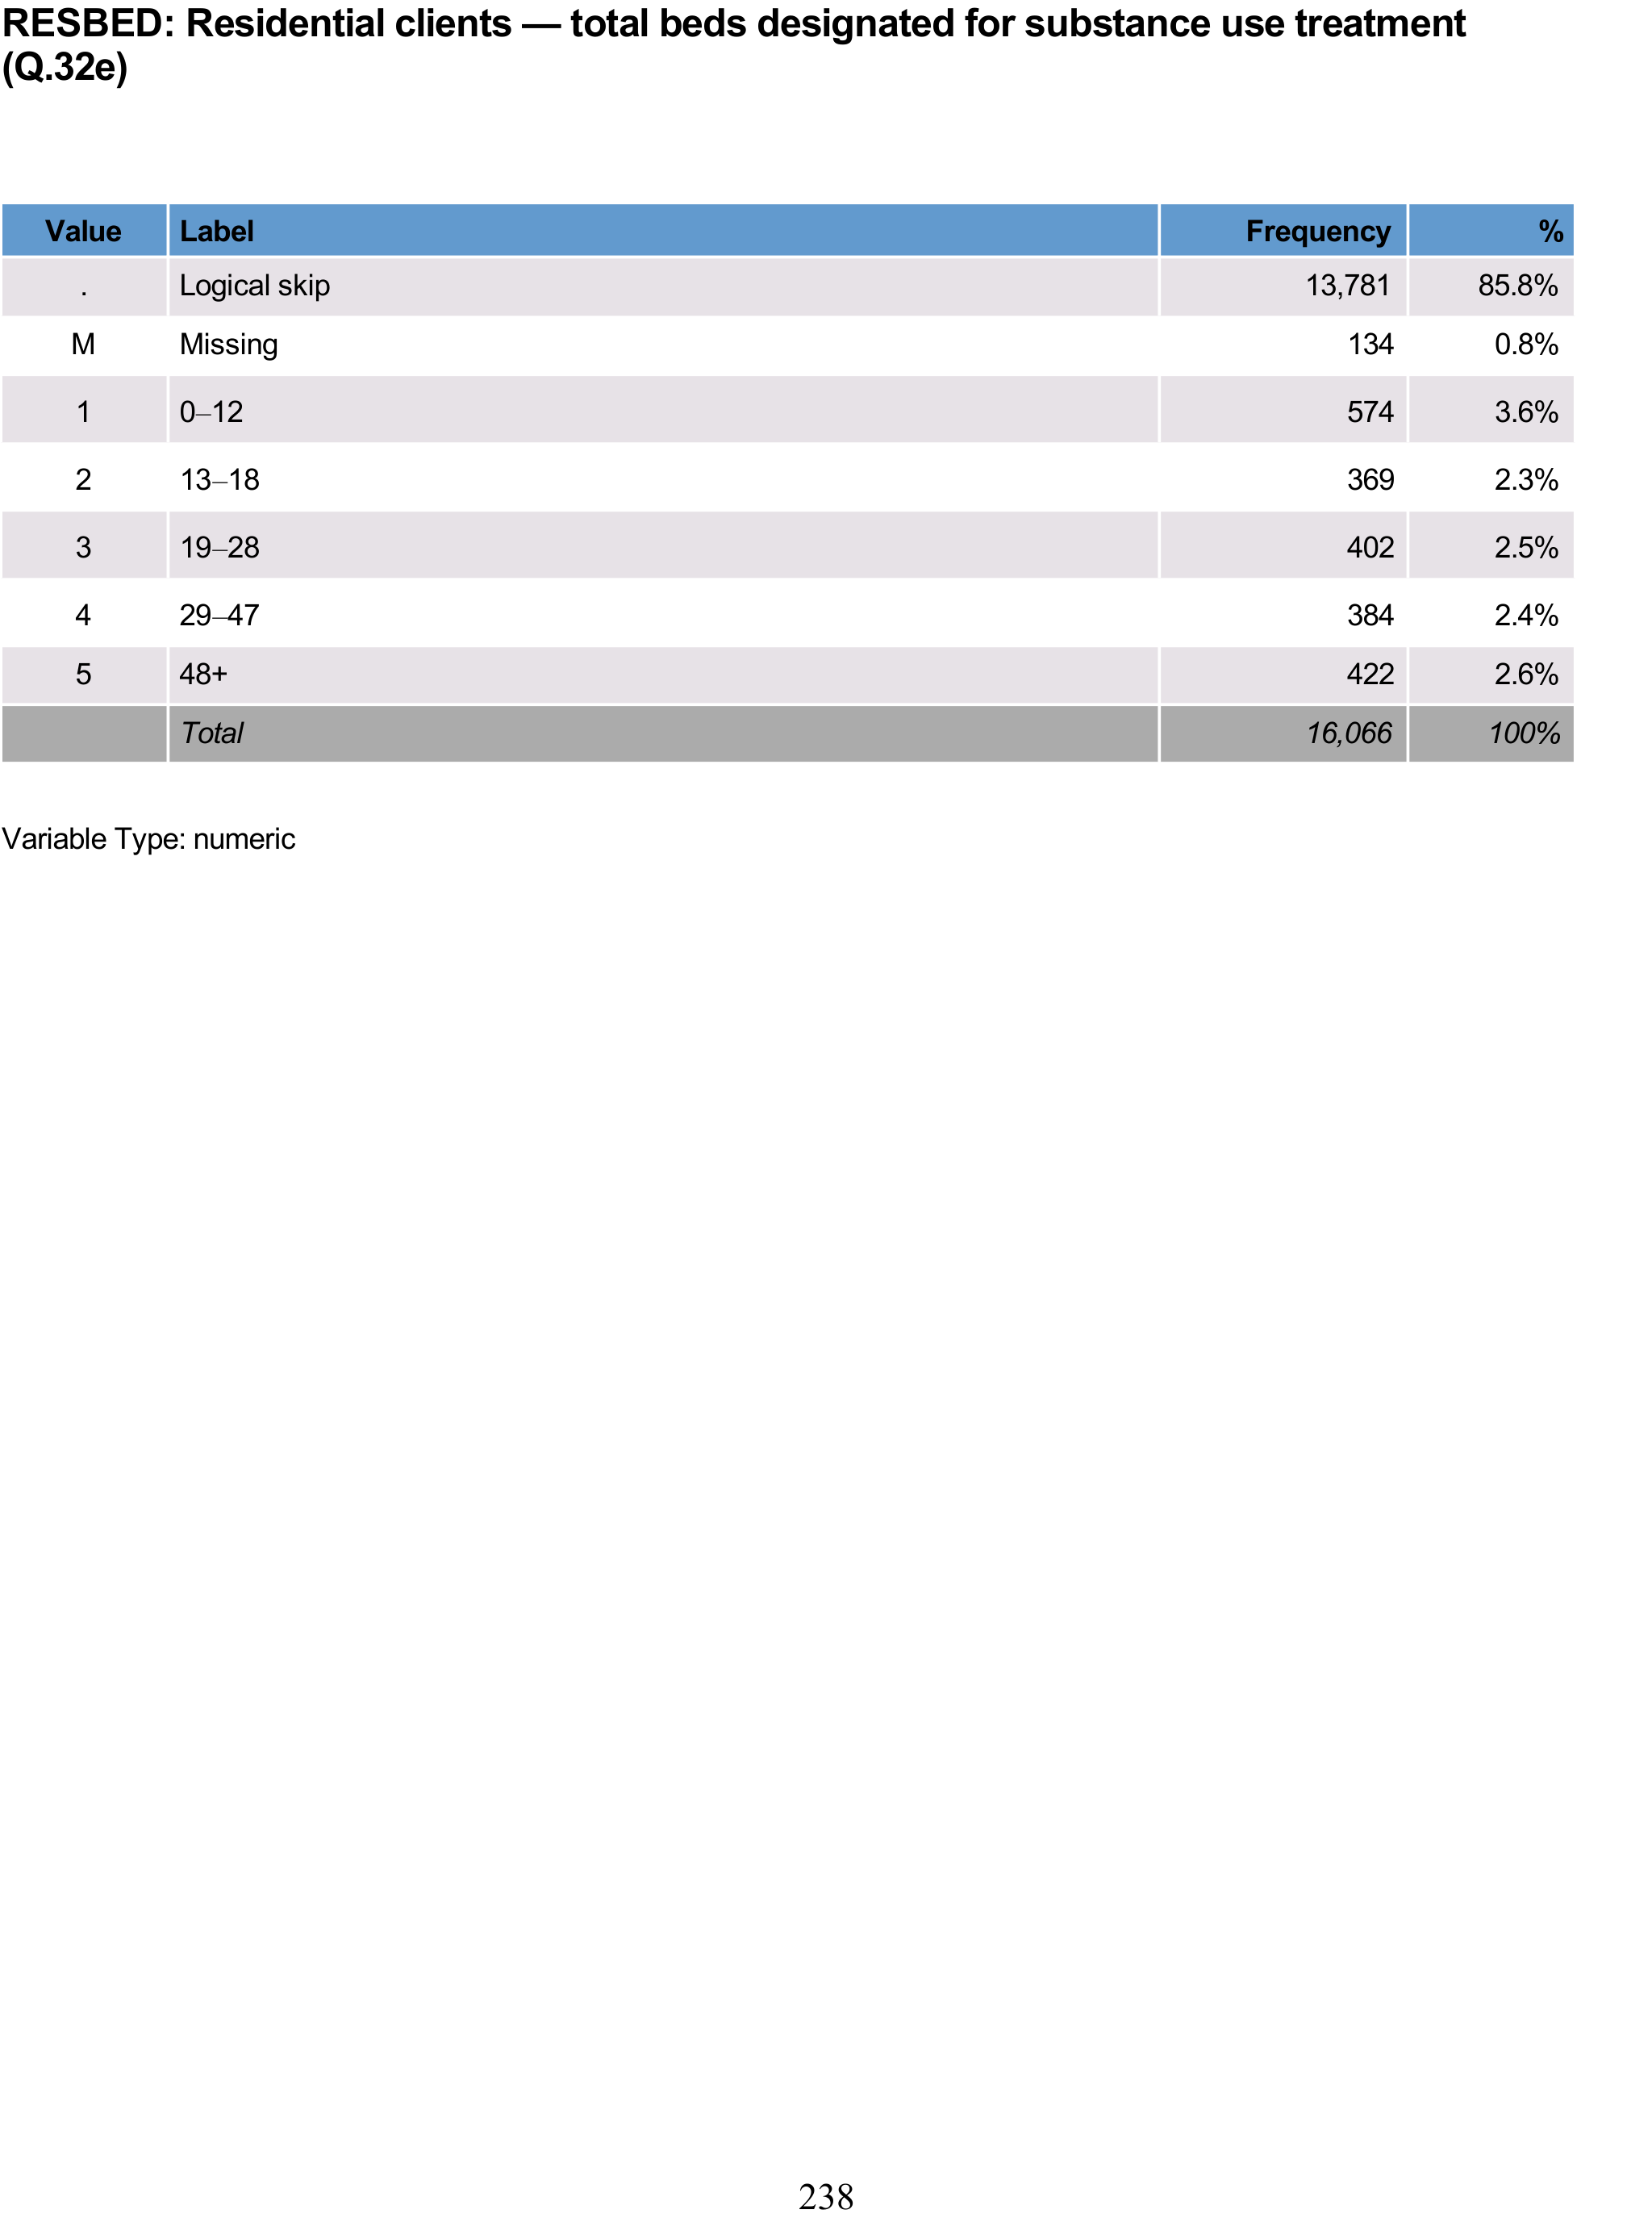 RESBED: Residential clients — total beds designated for substance use treatment
(Q.32e)
Value Label Frequency %
. Logical skip 13,781 85.8%
M Missing 134 0.8%
1 0–12 574 3.6%
2 13–18 369 2.3%
3 19–28 402 2.5%
4 29–47 384 2.4%
5 48+ 422 2.6%
Total 16,066 100%
Variable Type: numeric
238